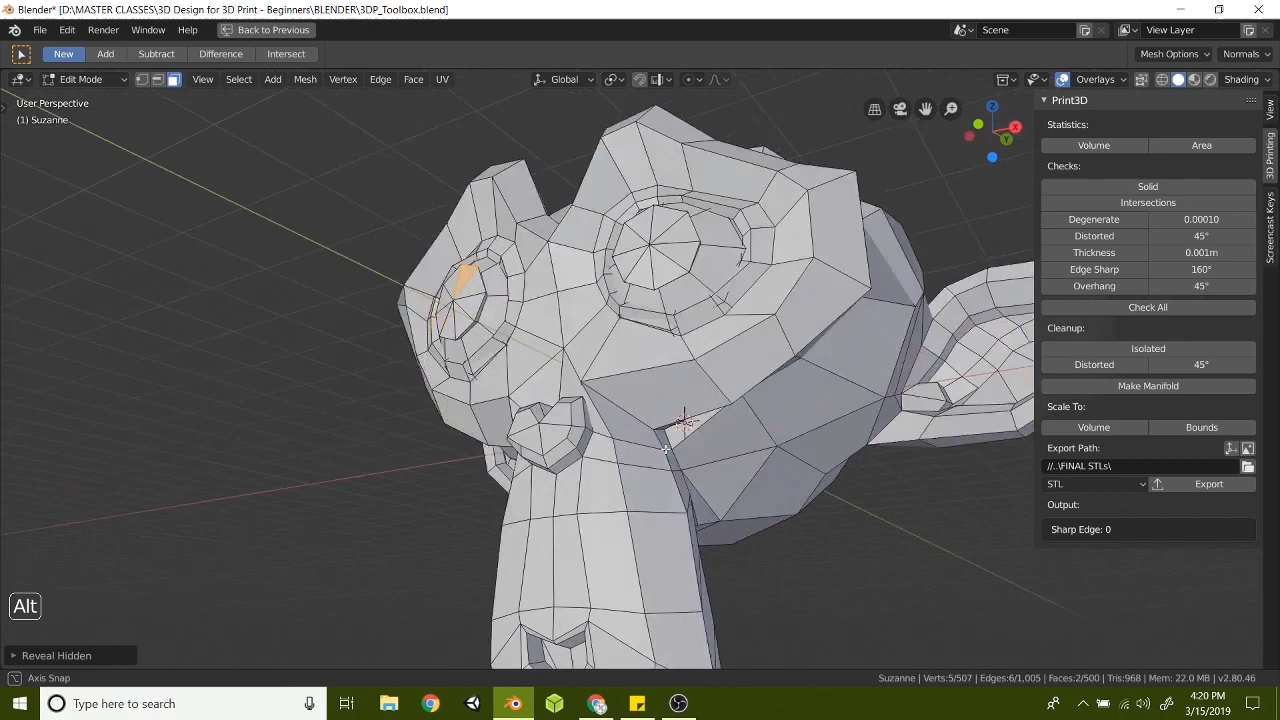 Blender* [D:\MASTER CLASSES\3D Design for 3D Print - Beginners\BLENDER\3DP_Toolbox.blend]
File Edit Render Window Help Back to Previous Scene View Layer
New Add Subtract Difference Intersect Mesh Options Normals
Edit Mode View Select Add Mesh Vertex Edge Face UV Global Overlays Shading
User Perspective
(1) Suzanne
Z
X
Y
Print3D
Statistics:
Volume Area
Checks:
Solid
Intersections
Degenerate 0.00010
Distorted 45°
Thickness 0.001m
Edge Sharp 160°
Overhang 45°
Check All
Cleanup:
Isolated
Distorted 45°
Make Manifold
Scale To:
Volume Bounds
Export Path:
//..\FINAL STLs\
STL Export
Output:
Sharp Edge: 0
View
3D Printing
Screencast Keys
Alt
Reveal Hidden
Axis Snap Suzanne | Verts:5/507 | Edges:6/1,005 | Faces:2/500 | Tris:968 | Mem: 22.0 MB | v2.80.46
Type here to search
4:20 PM
3/15/2019